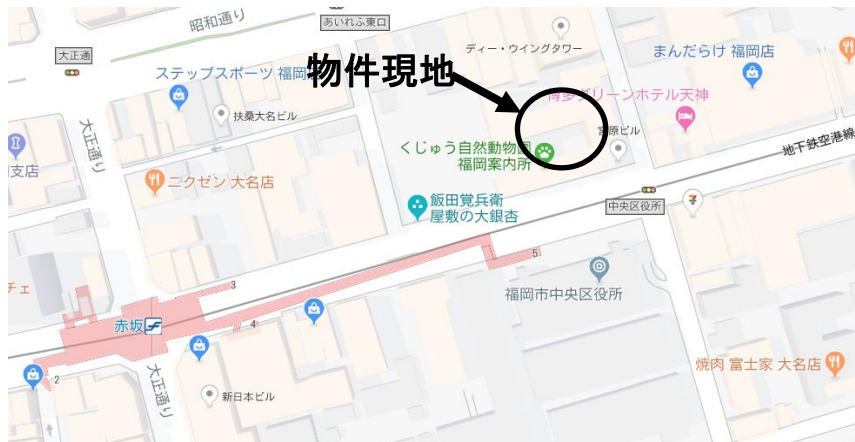 昭和通り
あいれふ東口
大正通
ディー・ウイングタワー
まんだらけ 福岡店
物件現地
ステップスポーツ 福岡
博多グリーンホテル天神
扶桑大名ビル
大正通り
宮原ビル
くじゅう自然動物園
福岡案内所
地下鉄空港線
支店
ニクゼン 大名店
飯田覚兵衛
屋敷の大銀杏
中央区役所
5
3
チェ
福岡市中央区役所
赤坂
4
焼肉 冨士家 大名店
2
大正通り
新日本ビル